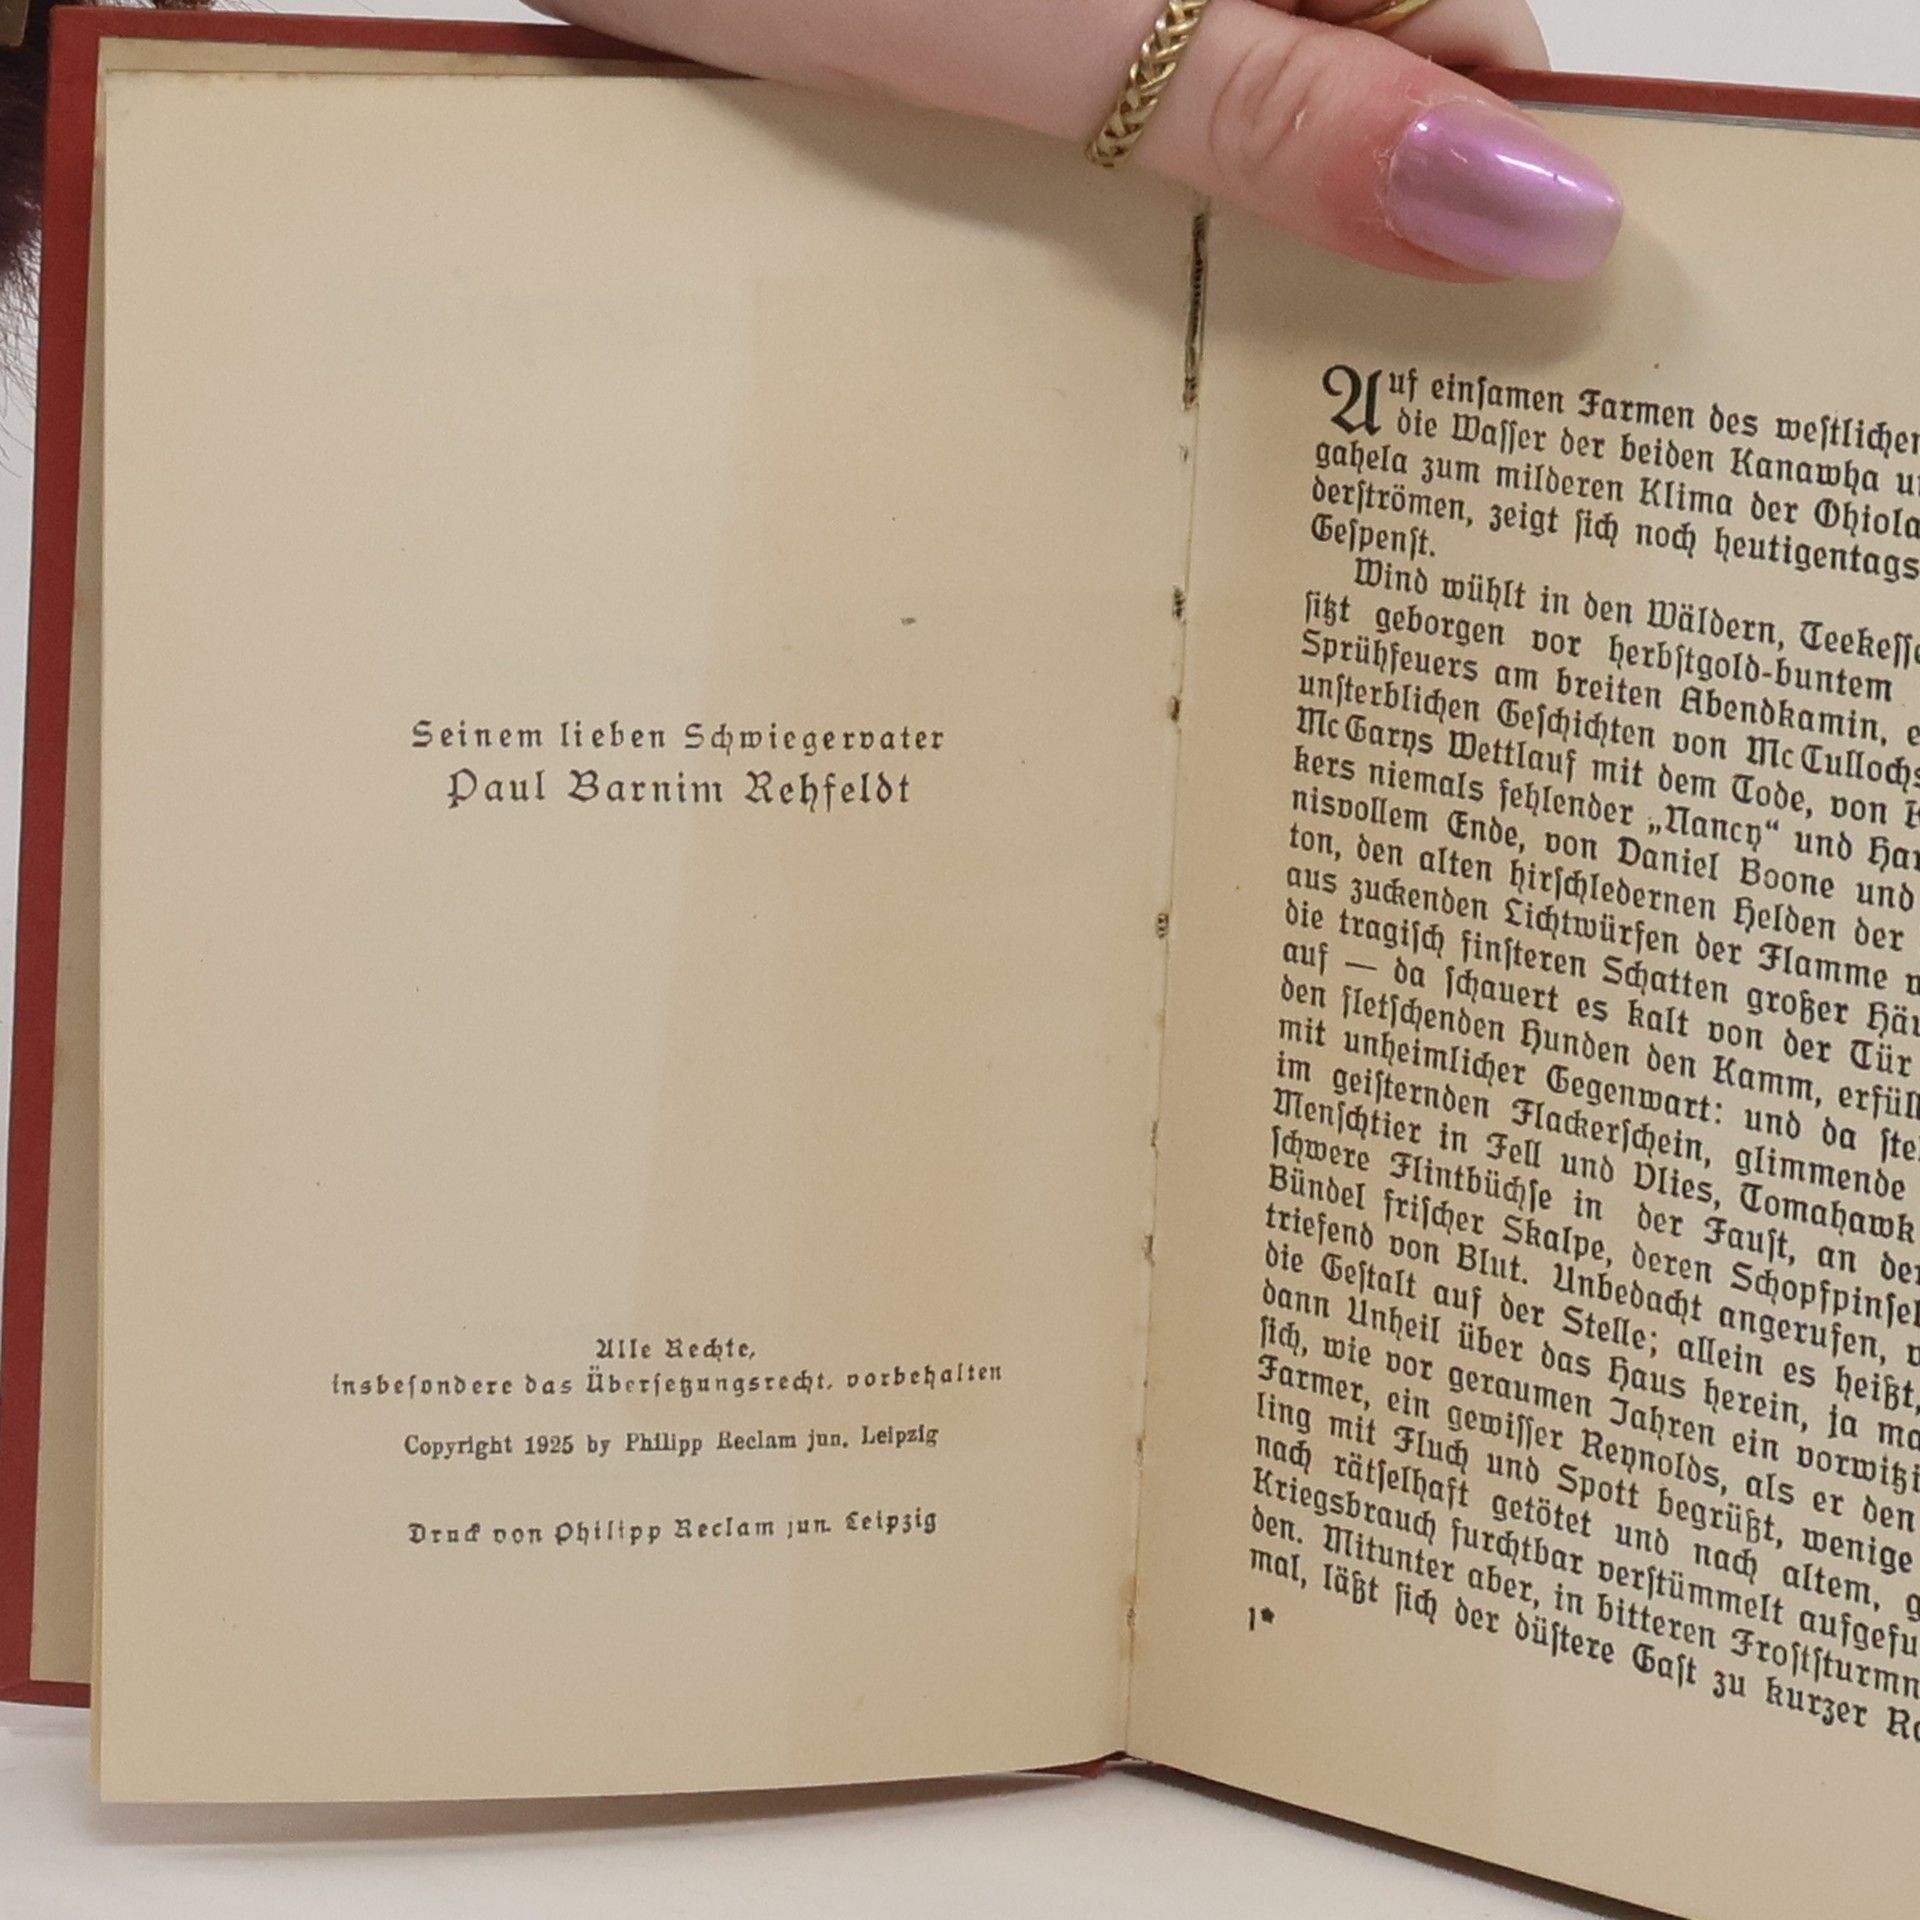 Seinem lieben Schwiegervater
Paul Barnim Rehfeldt
Alle Rechte,
insbesondere das Übersetzungsrecht, vorbehalten
Copyright 1925 by Philipp Reclam jun. Leipzig
Druck von Philipp Reclam jun. Leipzig
Auf einſamen Farmen des weſtlichen
die Waſſer der beiden Kanawha
gahela zum milderen Klima der
derſtrömen, zeigt ſich noch heutigentags
Geſpenſt.
Wind wühlt in den Wäldern,
ſitzt geborgen vor herbſtgold-buntem
Sprühfeuers am breiten Abendkamin,
unſterblichen Geſchichten von Mc Cullochs
Mc Garys Wettlauf mit dem Tode, von
kers niemals fehlender „Nancy“ und
nisvollem Ende, von Daniel Boone und
ton, den alten hirſchledernen Helden der
aus zuckenden Lichtwürfen der Flamme
die tragiſch finſteren Schatten großer
auf — da ſchauert es kalt von der Tür
den fletſchenden Hunden den Kamm,
mit unheimlicher Gegenwart: und da
im geiſternden Flackerſchein, glimmende
Menſchtier in Fell und Vlies, Tomahawk
ſchwere Flintbüchſe in der Fauſt, an
Bündel friſcher Skalpe, deren
triefend von Blut. Unbedacht angerufen,
die Geſtalt auf der Stelle; allein es heißt,
dann Unheil über das Haus herein, ja
ſich, wie vor geraumen Jahren ein
Farmer, ein gewiſſer Reynolds, als er den
ling mit Fluch und Spott begrüßt, wenige
nach rätſelhaft getötet und nach altem,
Kriegsbrauch furchtbar verſtümmelt
den. Mitunter aber, in bitteren
mal, läßt ſich der düſtere Gaſt zu kurzer
1*